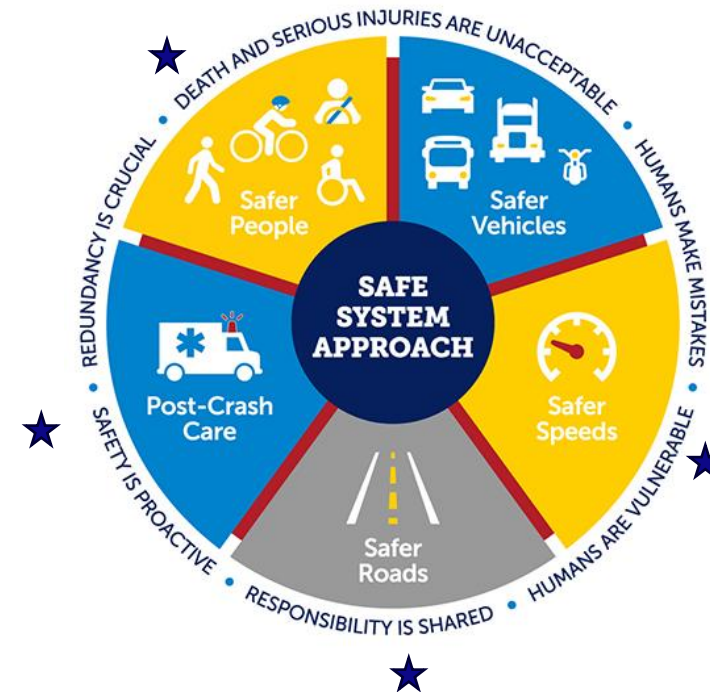 DEATH AND SERIOUS INJURIES ARE UNACCEPTABLE
HUMANS MAKE MISTAKES
HUMANS ARE VULNERABLE
RESPONSIBILITY IS SHARED
SAFETY IS PROACTIVE
REDUNDANCY IS CRUCIAL
Safer
People
Safer
Vehicles
SAFE
SYSTEM
APPROACH
Post-Crash
Care
Safer
Speeds
Safer
Roads